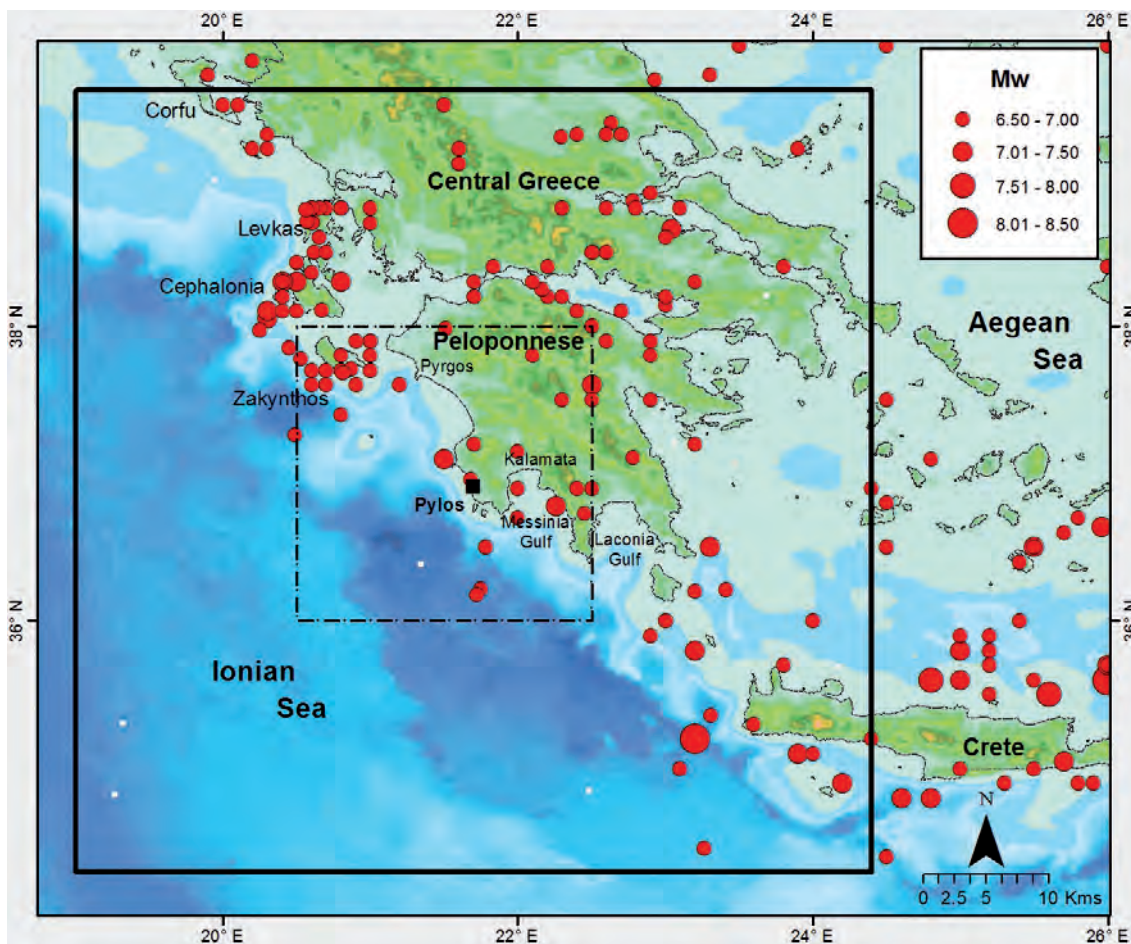 20° E 22° E 24° E 26° E
Mw
6.50 - 7.00
7.01 - 7.50
7.51 - 8.00
8.01 - 8.50
Corfu
Central Greece
Levkas
Cephalonia
38° N
38° N
Aegean
Sea
Peloponnese
Pyrgos
Zakynthos
Kalamata
Pylos
Messinia
Gulf
Laconia
Gulf
36° N
36° N
Ionian
Sea
Crete
N
0 2.5 5 10 Kms
20° E 22° E 24° E 26° E